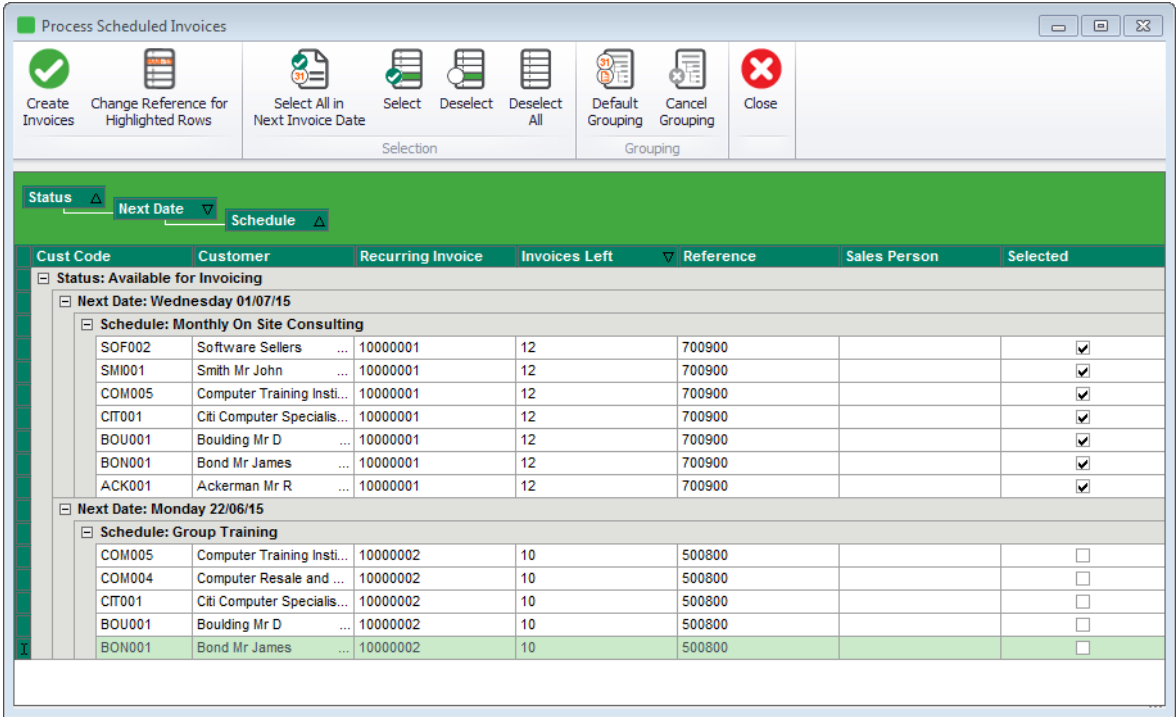 Process Scheduled Invoices
Create Invoices
Change Reference for Highlighted Rows
Select All in Next Invoice Date
Select
Deselect
Deselect All
Default Grouping
Cancel Grouping
Close
Selection
Grouping
Status
Next Date
Schedule
Cust Code Customer Recurring Invoice Invoices Left Reference Sales Person Selected
Status: Available for Invoicing
Next Date: Wednesday 01/07/15
Schedule: Monthly On Site Consulting
SOF002 Software Sellers ... 10000001 12 700900
SMI001 Smith Mr John ... 10000001 12 700900
COM005 Computer Training Insti... 10000001 12 700900
CIT001 Citi Computer Specialis... 10000001 12 700900
BOU001 Boulding Mr D ... 10000001 12 700900
BON001 Bond Mr James ... 10000001 12 700900
ACK001 Ackerman Mr R ... 10000001 12 700900
Next Date: Monday 22/06/15
Schedule: Group Training
COM005 Computer Training Insti... 10000002 10 500800
COM004 Computer Resale and ... 10000002 10 500800
CIT001 Citi Computer Specialis... 10000002 10 500800
BOU001 Boulding Mr D ... 10000002 10 500800
BON001 Bond Mr James ... 10000002 10 500800